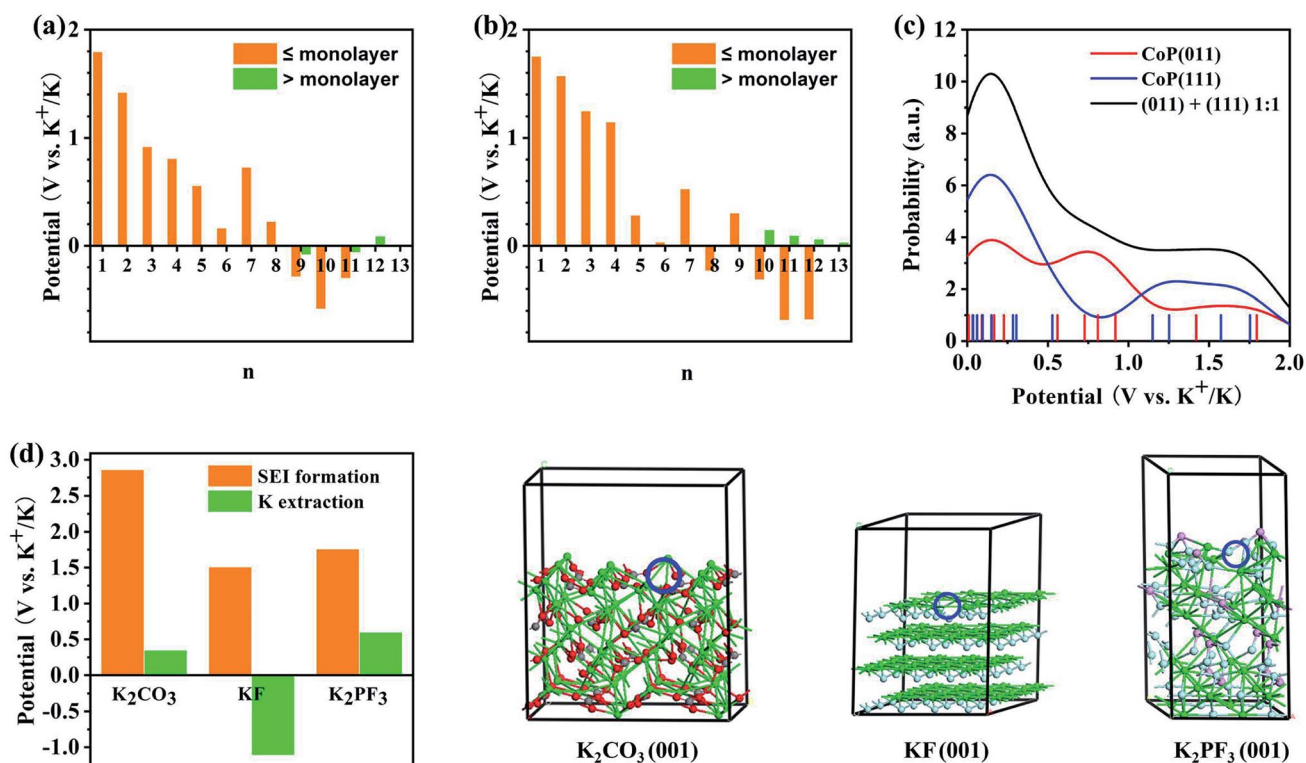 (a)
2
1
0
Potential (V vs. K⁺/K)
≤ monolayer
> monolayer
1 2 3 4 5 6 7 8 9 10 11 12 13
n
(b)
2
1
0
Potential (V vs. K⁺/K)
≤ monolayer
> monolayer
1 2 3 4 5 6 7 8 9 10 11 12 13
n
(c)
12
10
8
6
4
2
0
Probability (a.u.)
CoP(011)
CoP(111)
(011) + (111) 1:1
0.0 0.5 1.0 1.5 2.0
Potential (V vs. K⁺/K)
(d)
3.0
2.5
2.0
1.5
1.0
0.5
0.0
-0.5
-1.0
Potential (V vs. K⁺/K)
SEI formation
K extraction
K₂CO₃ KF K₂PF₃
K₂CO₃(001)
KF(001)
K₂PF₃(001)